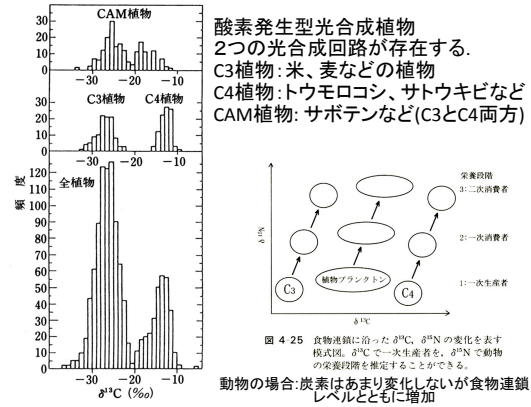 CAM植物
30
20
10
0
−30
−20
−10
C3植物
C4植物
30
20
10
0
−30
−20
−10
全植物
頻度
120
110
100
90
80
70
60
50
40
30
20
10
0
−30
−20
−10
δ¹³C (‰)
酸素発生型光合成植物
2つの光合成回路が存在する.
C3植物:米、麦などの植物
C4植物:トウモロコシ、サトウキビなど
CAM植物: サボテンなど(C3とC4両方)
栄養段階
3:二次消費者
2:一次消費者
1:一次生産者
δ¹⁵N
C₃
植物プランクトン
C₄
δ¹³C
図 4-25 食物連鎖に沿った δ¹³C, δ¹⁵N の変化を表す
模式図。δ¹³C で一次生産者を, δ¹⁵N で動物
の栄養段階を推定することができる。
動物の場合:炭素はあまり変化しないが食物連鎖
レベルとともに増加